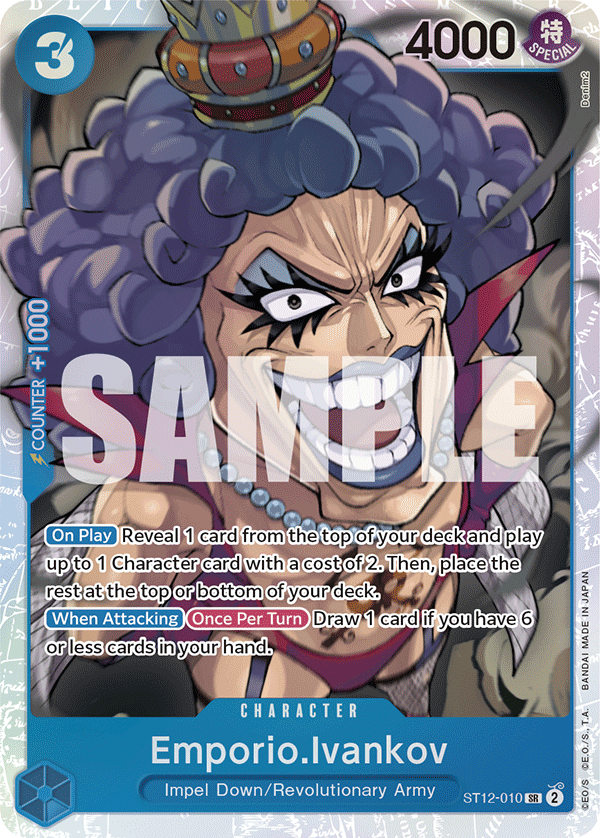 3
4000
特
SPECIAL
Donim2
COUNTER +1000
SAMPLE
On Play Reveal 1 card from the top of your deck and play
up to 1 Character card with a cost of 2. Then, place the
rest at the top or bottom of your deck.
When Attacking Once Per Turn Draw 1 card if you have 6
or less cards in your hand.
CHARACTER
Emporio.Ivankov
Impel Down/Revolutionary Army
ST12-010 SR 2
©EO/S ©E.O./S., T.A. BANDAI MADE IN JAPAN